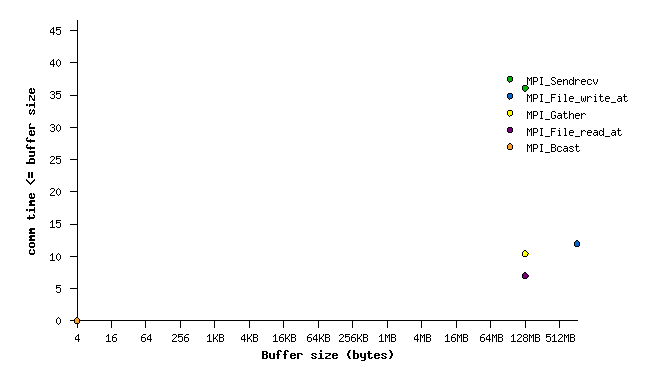 comm time <= buffer size
45
40
35
30
25
20
15
10
5
0
MPI_Sendrecv
MPI_File_write_at
MPI_Gather
MPI_File_read_at
MPI_Bcast
4 16 64 256 1KB 4KB 16KB 64KB 256KB 1MB 4MB 16MB 64MB 128MB 512MB
Buffer size (bytes)